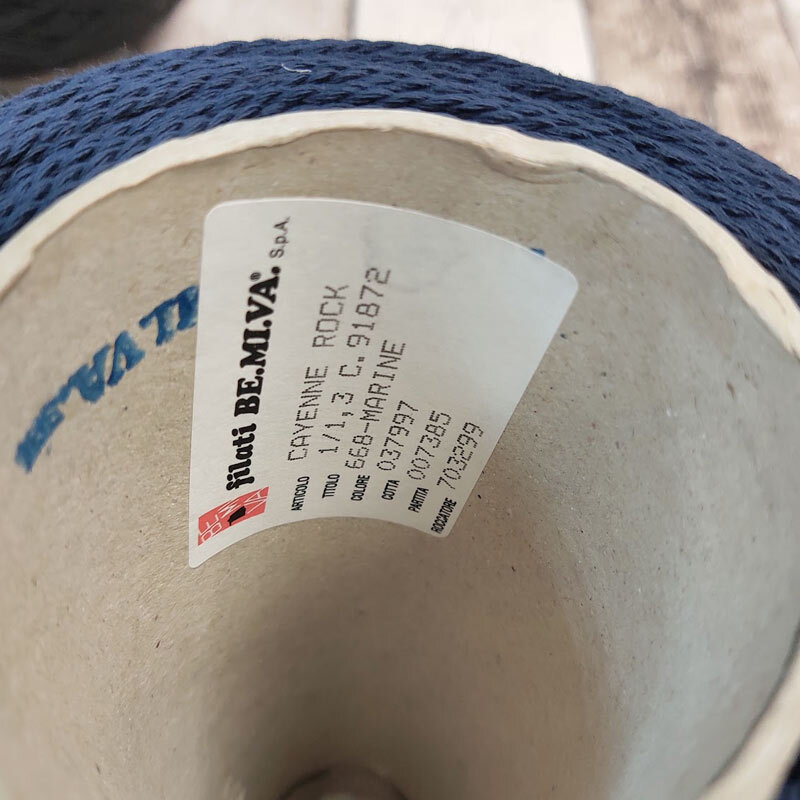 filati BE.MI.VA.® S.p.A.
ARTICOLO CAYENNE ROCK
TITOLO 1/1,3 C.91872
COLORE 668-MARINE
COTTA 037997
PARTITA 007385
ROCCATORE 703299
VA..